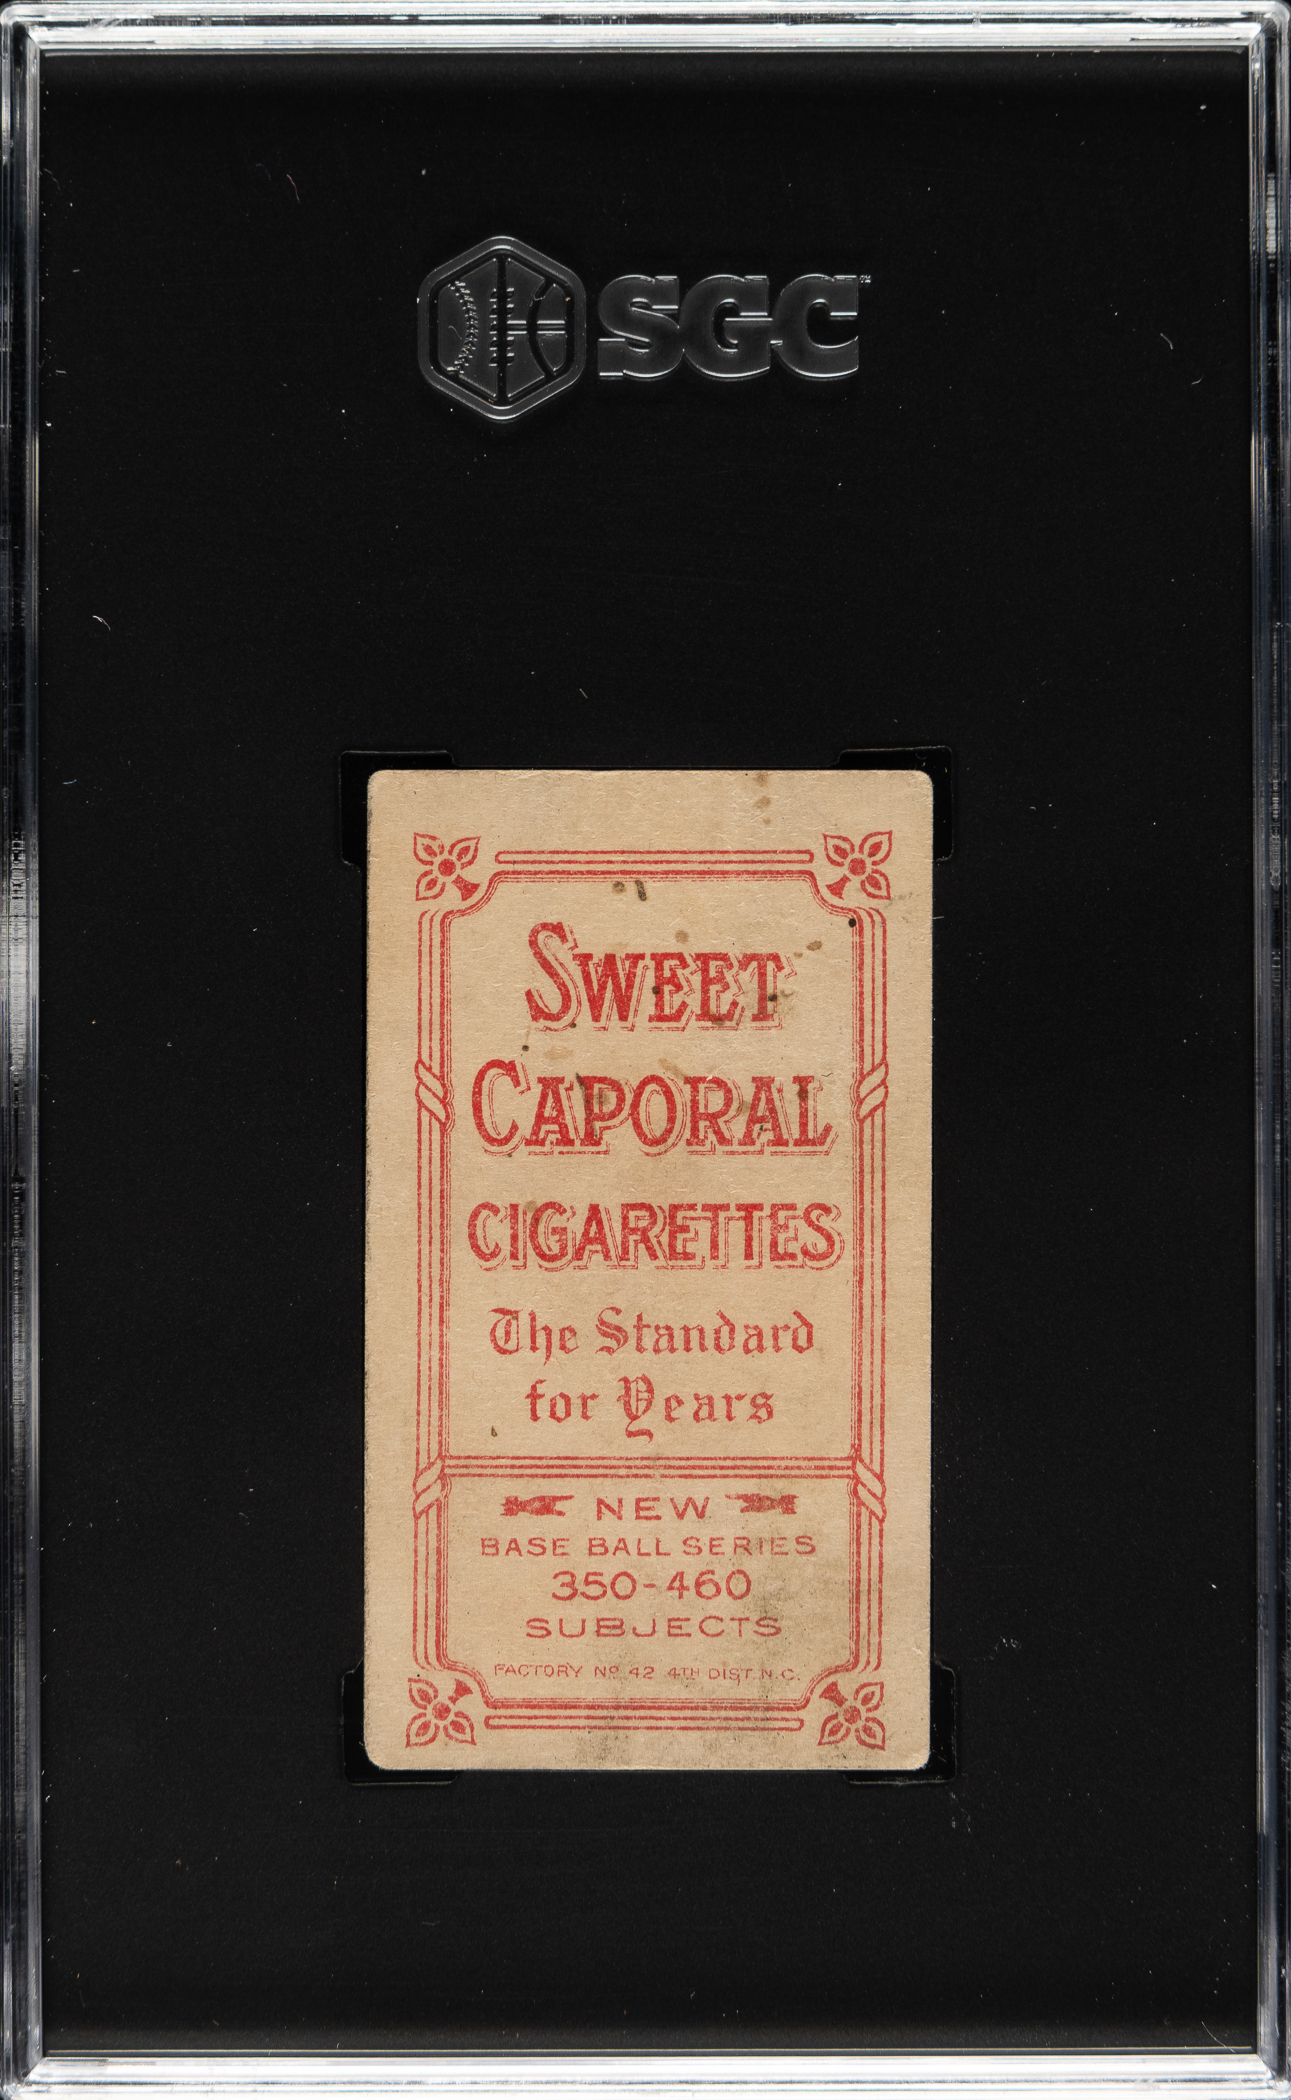 SGC
SWEET
CAPORAL
CIGARETTES
The Standard
for Years
NEW
BASE BALL SERIES
350-460
SUBJECTS
FACTORY Nº 42 4TH DIST. N.C.